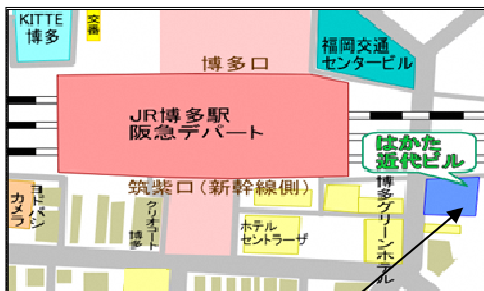 KITTE
博多
交番
博多口
福岡交通
センタービル
JR博多駅
阪急デパート
はかた
近代ビル
筑紫口(新幹線側)
ヨドバシ
カメラ
クリオコート
博多
ホテル
セントラーザ
博多グリーンホテル